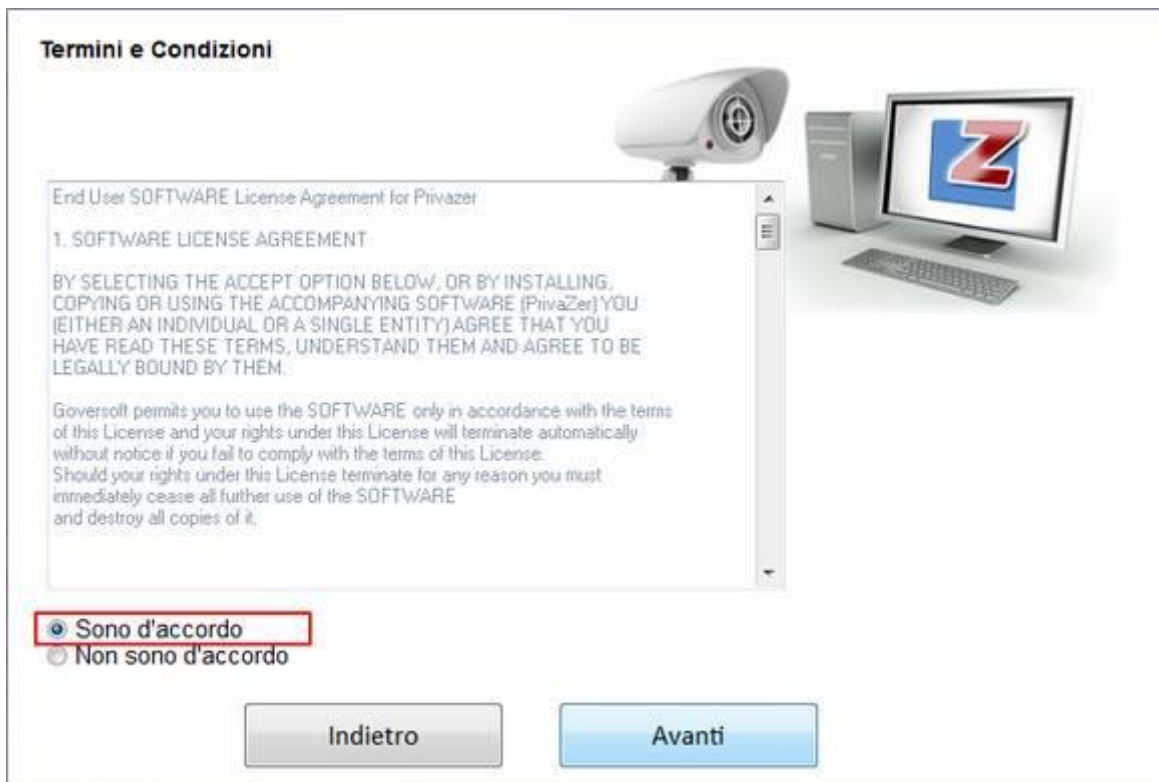 Termini e Condizioni
End User SOFTWARE License Agreement for Privazer
1. SOFTWARE LICENSE AGREEMENT
BY SELECTING THE ACCEPT OPTION BELOW, OR BY INSTALLING,
COPYING OR USING THE ACCOMPANYING SOFTWARE (PrivaZer) YOU
(EITHER AN INDIVIDUAL OR A SINGLE ENTITY) AGREE THAT YOU
HAVE READ THESE TERMS, UNDERSTAND THEM AND AGREE TO BE
LEGALLY BOUND BY THEM.
Goversoft permits you to use the SOFTWARE only in accordance with the terms
of this License and your rights under this License will terminate automatically
without notice if you fail to comply with the terms of this License.
Should your rights under this License terminate for any reason you must
immediately cease all further use of the SOFTWARE
and destroy all copies of it.
Sono d'accordo
Non sono d'accordo
Indietro
Avanti
Z